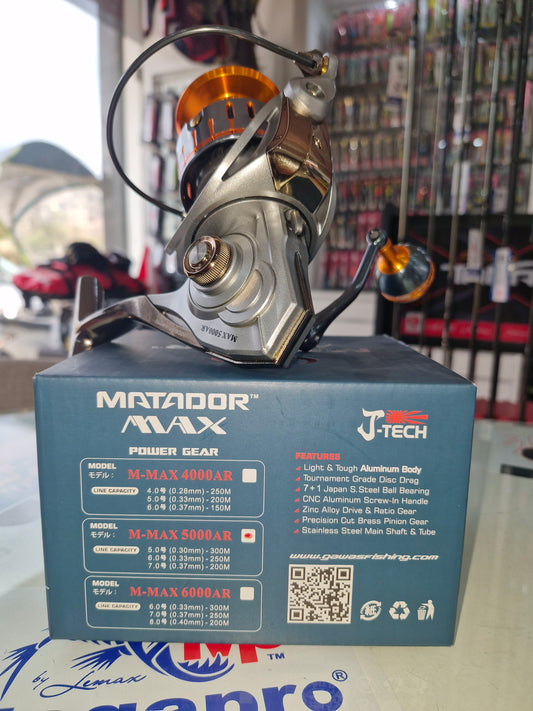 MAX 5000AR
MATADOR™
MAX
POWER GEAR
J-TECH
MODEL
モデル：
M-MAX 4000AR
LINE CAPACITY
4.0号 (0.28mm) - 250M
5.0号 (0.33mm) - 200M
6.0号 (0.37mm) - 150M
MODEL
モデル：
M-MAX 5000AR
LINE CAPACITY
5.0号 (0.33mm) - 300M
6.0号 (0.33mm) - 250M
7.0号 (0.37mm) - 200M
MODEL
モデル：
M-MAX 6000AR
LINE CAPACITY
6.0号 (0.33mm) - 300M
7.0号 (0.37mm) - 250M
8.0号 (0.40mm) - 200M
FEATURES
Light & Tough Aluminum Body
Tournament Grade Disc Drag
7+1 Japan S.Steel Ball Bearing
CNC Aluminum Screw-In Handle
Zinc Alloy Drive & Ratio Gear
Precision Cut Brass Pinion Gear
Stainless Steel Main Shaft & Tube
www.gawasfishing.com
TM
by Lemax
®